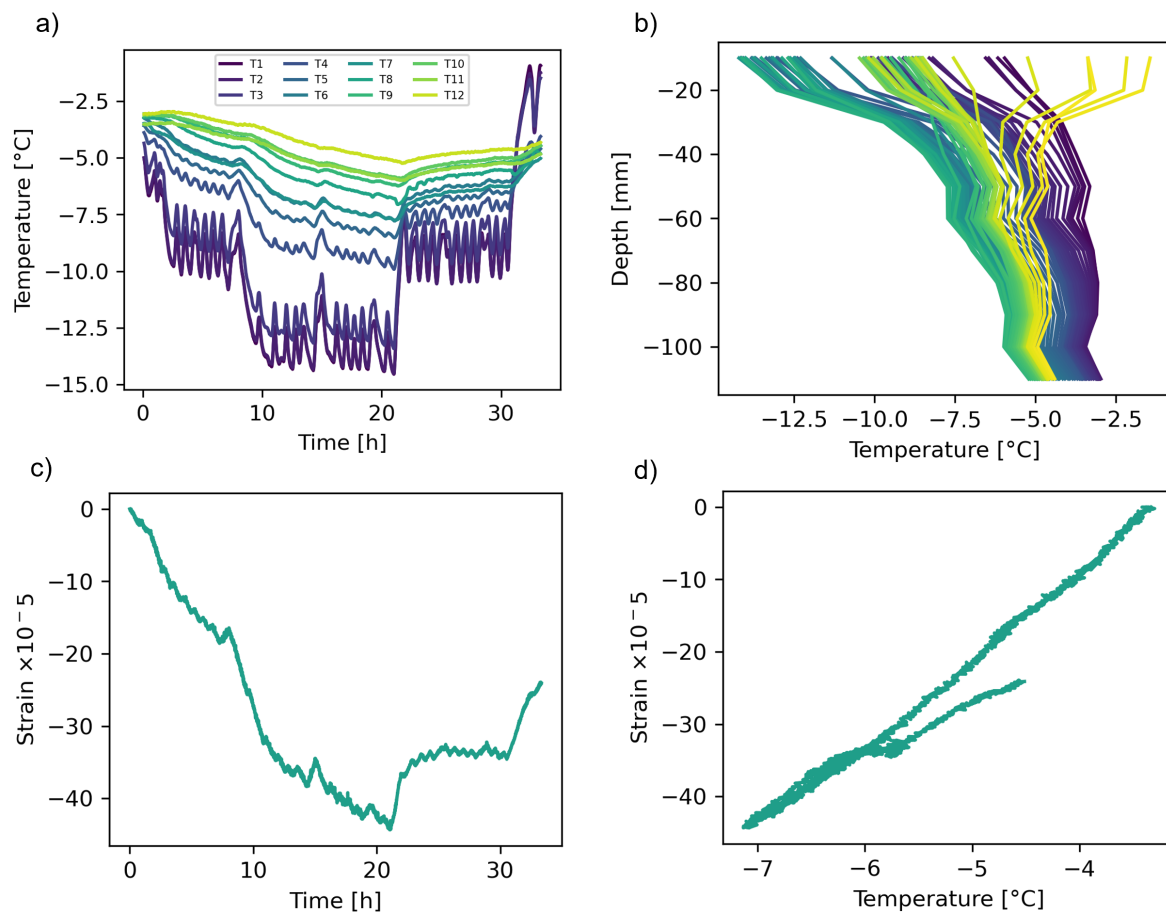 a)
T1 T4 T7 T10
T2 T5 T8 T11
T3 T6 T9 T12
−2.5
−5.0
−7.5
−10.0
−12.5
−15.0
Temperature [°C]
0 10 20 30
Time [h]
b)
−20
−40
−60
−80
−100
Depth [mm]
−12.5 −10.0 −7.5 −5.0 −2.5
Temperature [°C]
c)
0
−10
−20
−30
−40
Strain ×10⁻ 5
0 10 20 30
Time [h]
d)
0
−10
−20
−30
−40
Strain ×10⁻ 5
−7 −6 −5 −4
Temperature [°C]